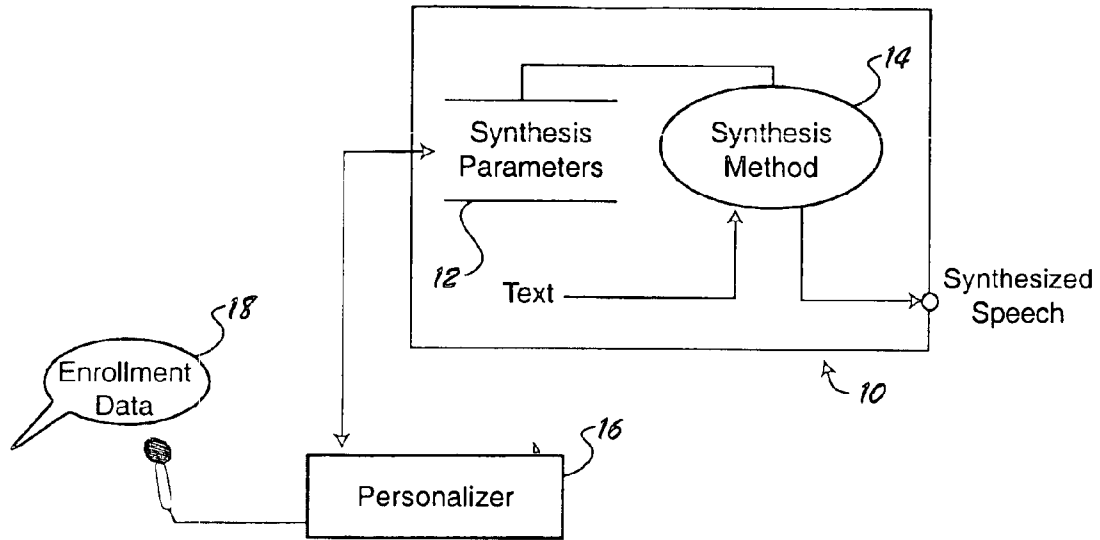 14
Synthesis
Parameters
Synthesis
Method
12
Text
Synthesized
Speech
10
18
Enrollment
Data
16
Personalizer